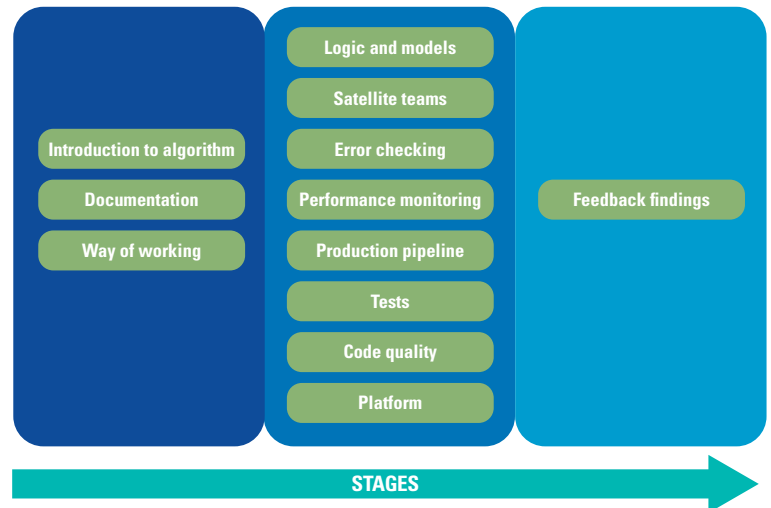 Introduction to algorithm
Documentation
Way of working
Logic and models
Satellite teams
Error checking
Performance monitoring
Production pipeline
Tests
Code quality
Platform
Feedback findings
STAGES